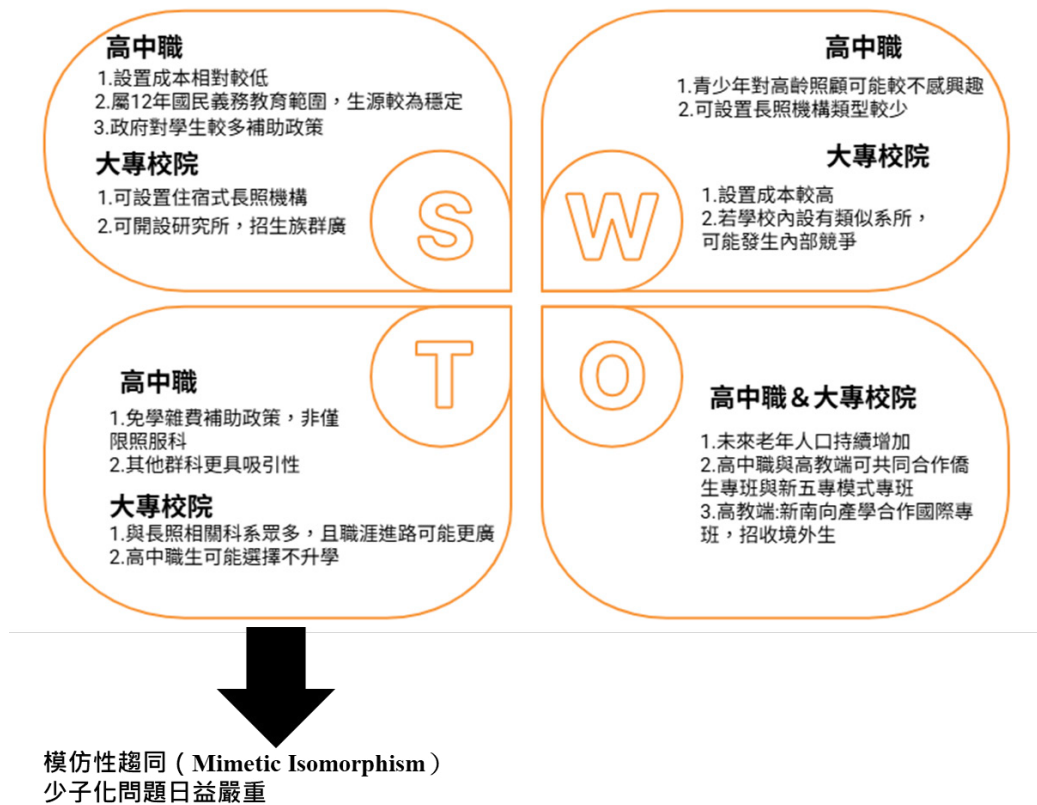 高中職
1.設置成本相對較低
2.屬12年國民義務教育範圍，生源較為穩定
3.政府對學生較多補助政策
大專校院
1.可設置住宿式長照機構
2.可開設研究所，招生族群廣
S
高中職
1.青少年對高齡照顧可能較不感興趣
2.可設置長照機構類型較少
大專校院
1.設置成本較高
2.若學校內設有類似系所，
可能發生內部競爭
W
高中職
1.免學雜費補助政策，非僅
限照服科
2.其他群科更具吸引性
大專校院
1.與長照相關科系眾多，且職涯進路可能更廣
2.高中職生可能選擇不升學
T
O
高中職＆大專校院
1.未來老年人口持續增加
2.高中職與高教端可共同合作僑
生專班與新五專模式專班
3.高教端:新南向產學合作國際專
班，招收境外生
模仿性趨同（Mimetic Isomorphism）
少子化問題日益嚴重